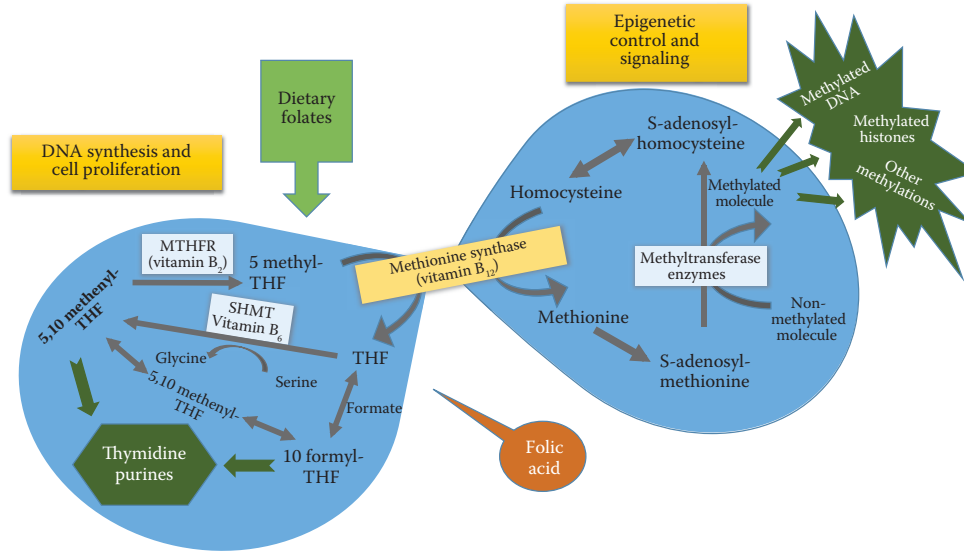 Epigenetic
control and
signaling
Dietary
folates
DNA synthesis and
cell proliferation
MTHFR
(vitamin B₂)
5 methyl-
THF
5,10 methenyl-
THF
SHMT
Vitamin B₆
Glycine
Serine
THF
5,10 methenyl-
THF
Formate
10 formyl-
THF
Thymidine
purines
Methionine synthase
(vitamin B₁₂)
Folic
acid
Homocysteine
S-adenosyl-
homocysteine
Methionine
S-adenosyl-
methionine
Methylated
molecule
Methyltransferase
enzymes
Non-
methylated
molecule
Methylated
DNA
Methylated
histones
Other
methylations